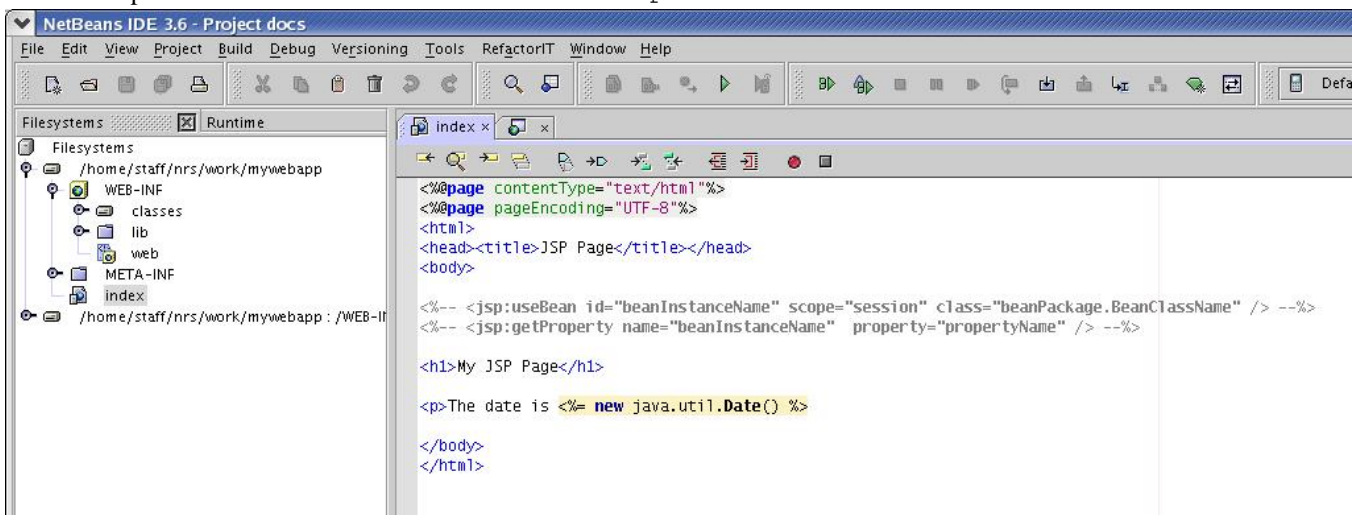 NetBeans IDE 3.6 - Project docs
File Edit View Project Build Debug Versioning Tools RefactorIT Window Help
Defa
Filesystems Runtime
index
Filesystems
/home/staff/nrs/work/mywebapp
WEB-INF
classes
lib
web
META-INF
index
/home/staff/nrs/work/mywebapp : /WEB-IN
<%@page contentType="text/html"%>
<%@page pageEncoding="UTF-8"%>
<html>
<head><title>JSP Page</title></head>
<body>
<%-- <jsp:useBean id="beanInstanceName" scope="session" class="beanPackage.BeanClassName" /> --%>
<%-- <jsp:getProperty name="beanInstanceName"  property="propertyName" /> --%>
<h1>My JSP Page</h1>
<p>The date is <%= new java.util.Date() %>
</body>
</html>